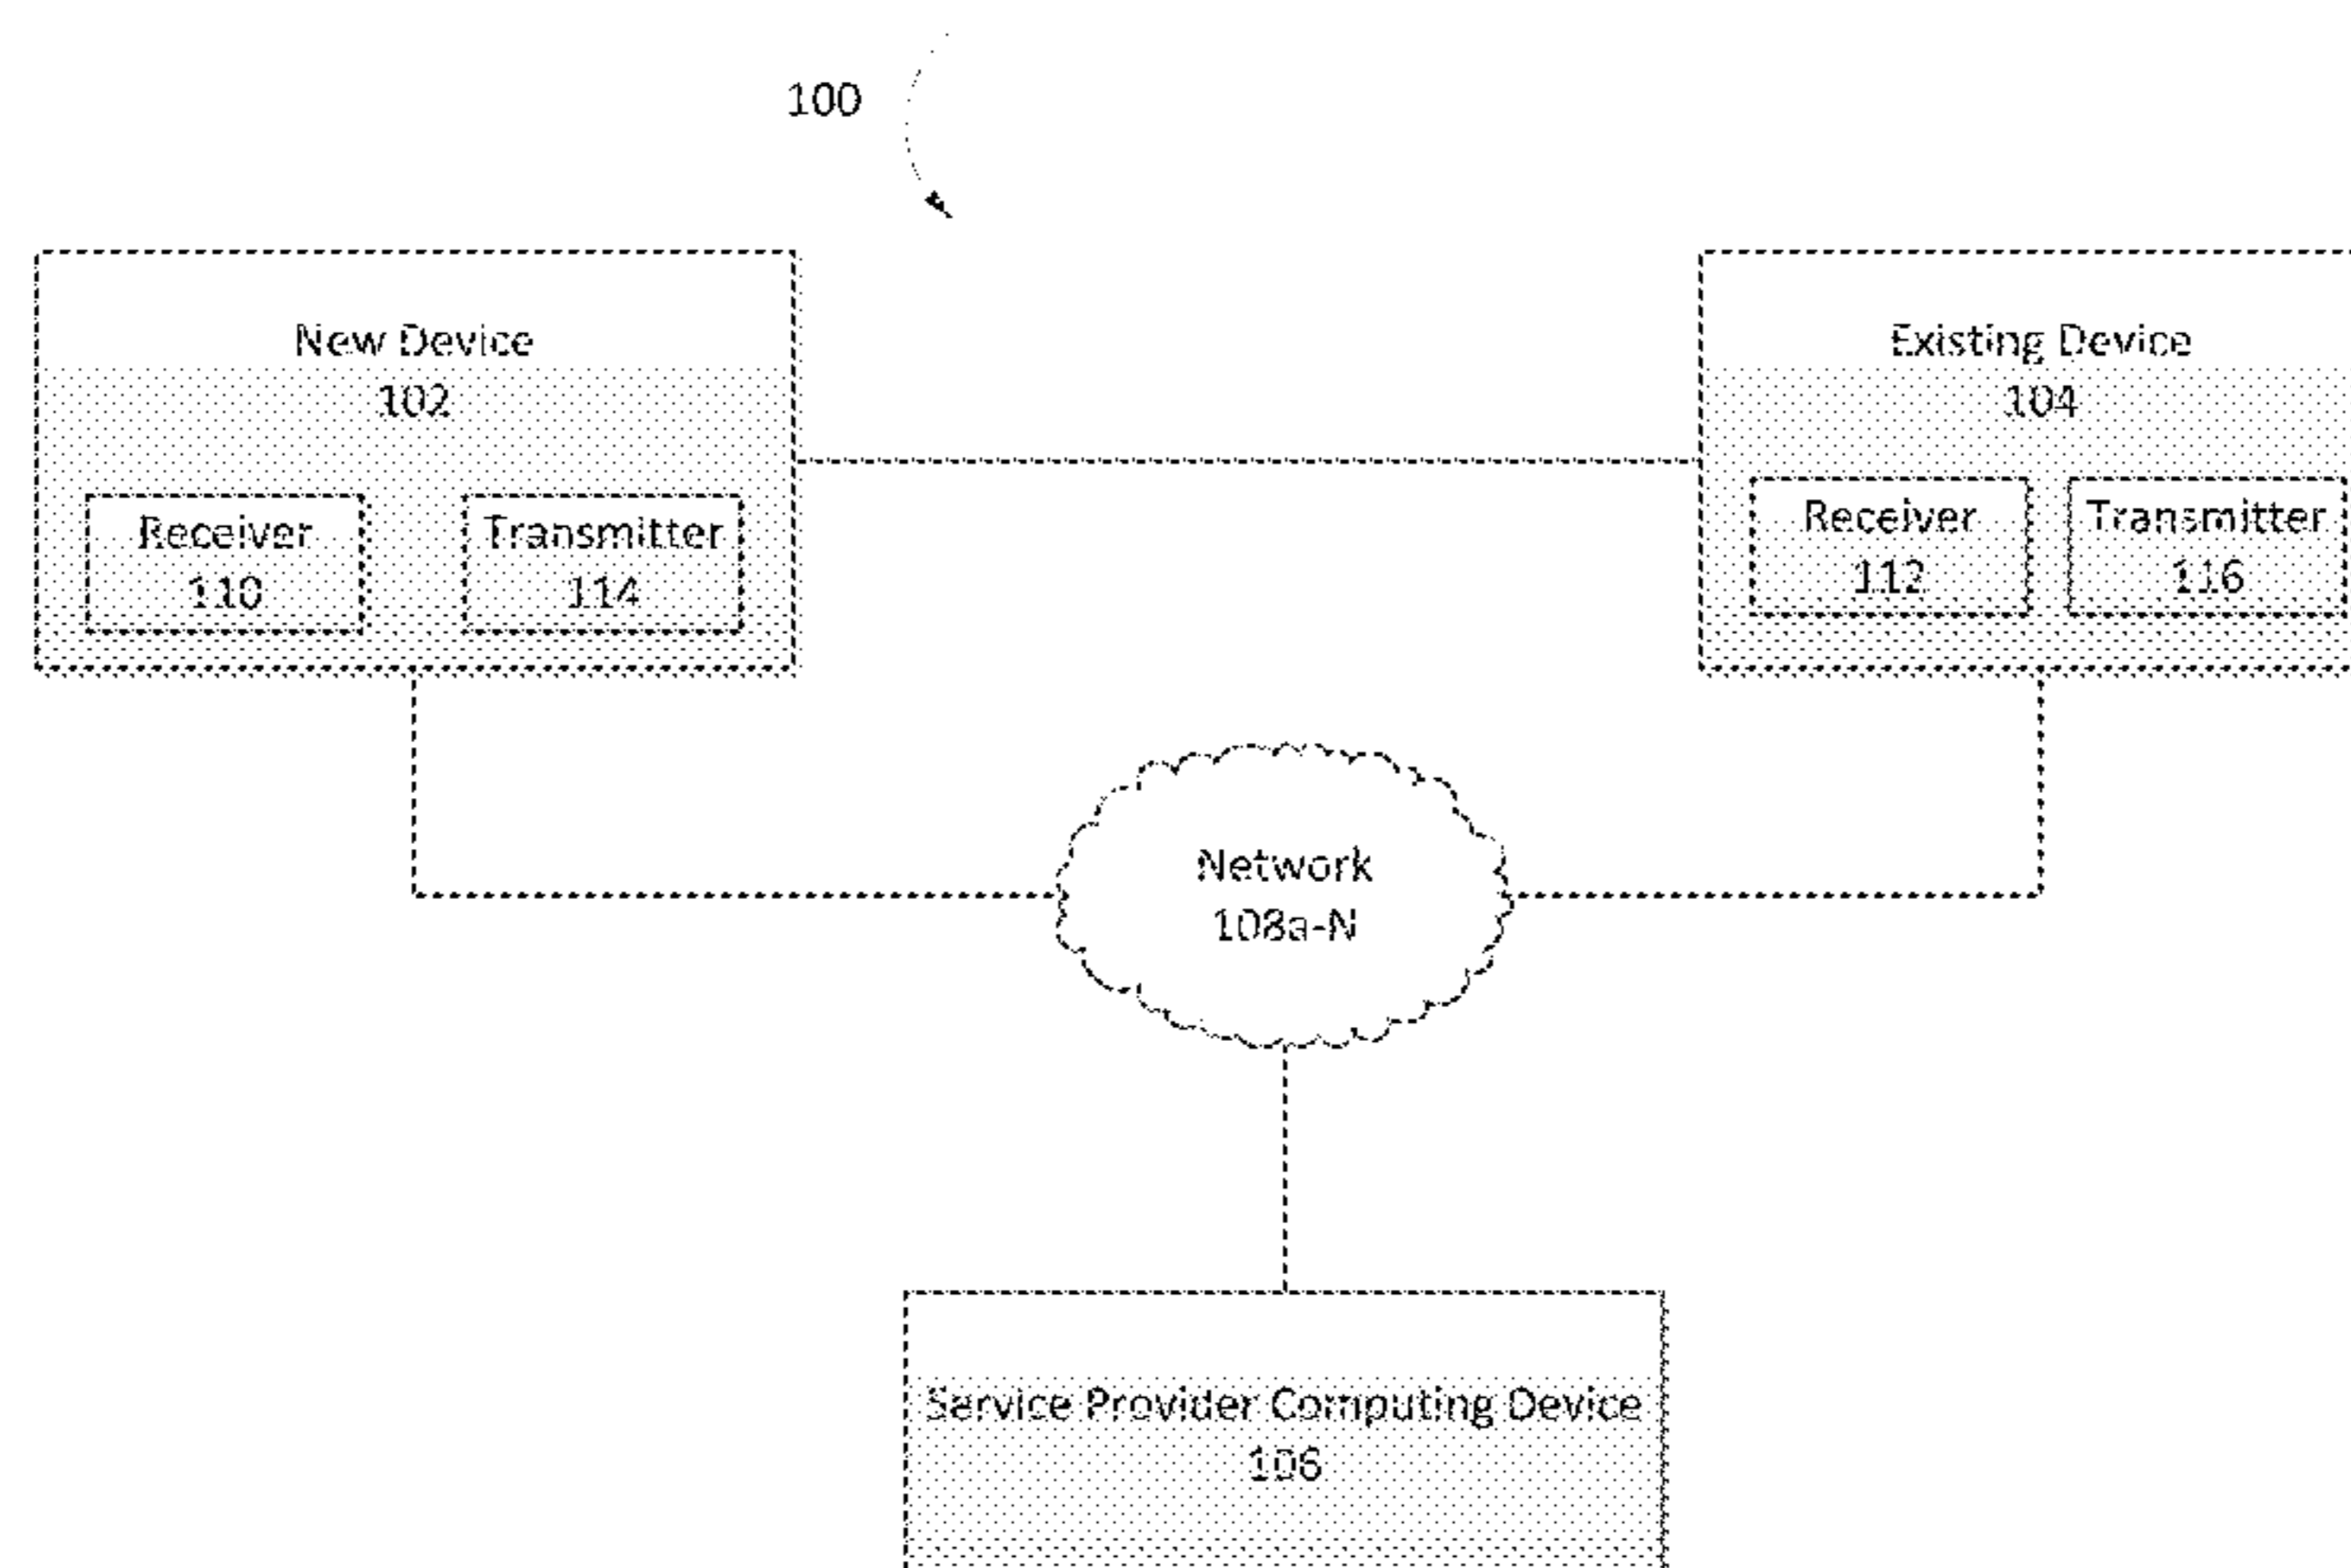 100
New Device
102
Receiver
110
Transmitter
114
Existing Device
104
Receiver
112
Transmitter
116
Network
108a-N
Service Provider Computing Device
106